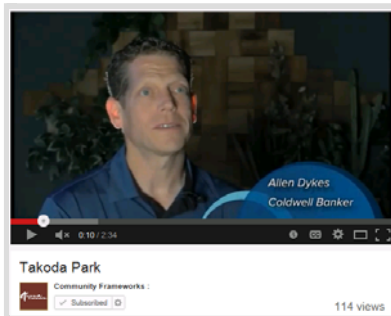 Allen Dykes
Coldwell Banker
0:10 / 2:34
Takoda Park
Community Frameworks :
Subscribed
114 views